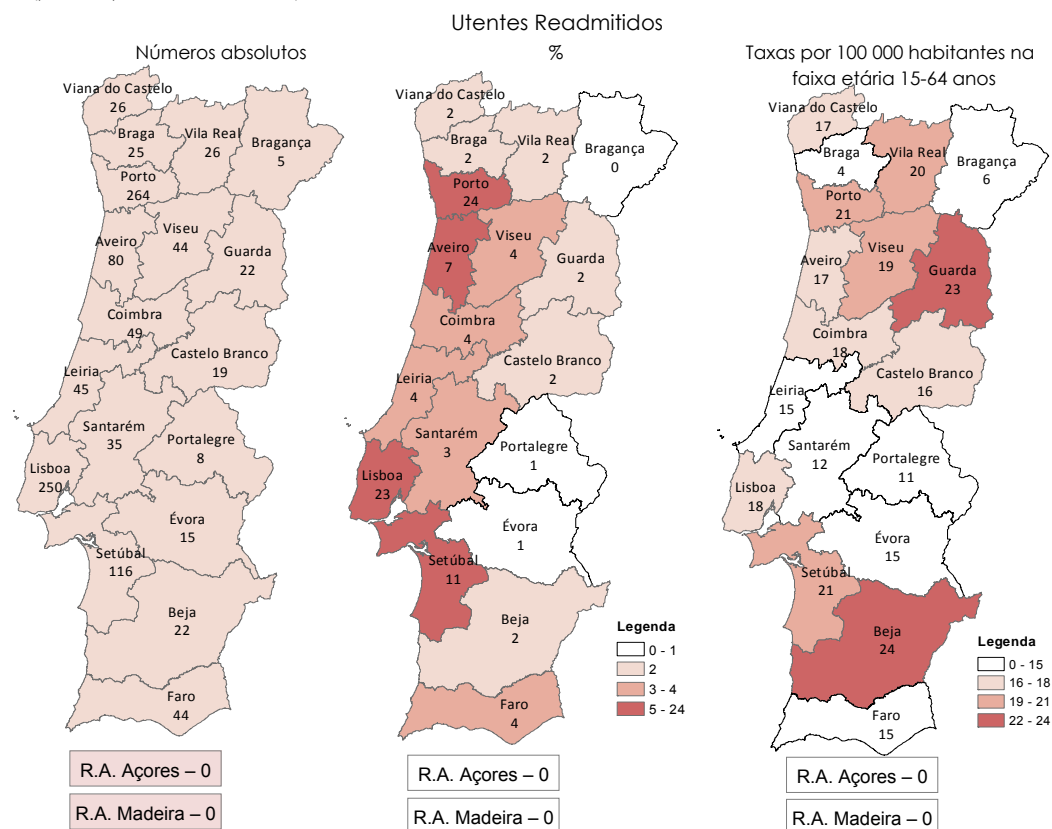 Utentes Readmitidos
Números absolutos
Viana do Castelo
26
Braga
25
Vila Real
26
Bragança
5
Porto
264
Aveiro
80
Viseu
44
Guarda
22
Coimbra
49
Castelo Branco
19
Leiria
45
Santarém
35
Portalegre
8
Lisboa
250
Évora
15
Setúbal
116
Beja
22
Faro
44
R.A. Açores – 0
R.A. Madeira – 0
%
Viana do Castelo
2
Braga
2
Vila Real
2
Bragança
0
Porto
24
Aveiro
7
Viseu
4
Guarda
2
Coimbra
4
Castelo Branco
2
Leiria
4
Santarém
3
Portalegre
1
Lisboa
23
Évora
1
Setúbal
11
Beja
2
Faro
4
Legenda
0 - 1
2
3 - 4
5 - 24
R.A. Açores – 0
R.A. Madeira – 0
Taxas por 100 000 habitantes na
faixa etária 15-64 anos
Viana do Castelo
17
Braga
4
Vila Real
20
Bragança
6
Porto
21
Aveiro
17
Viseu
19
Guarda
23
Coimbra
18
Castelo Branco
16
Leiria
15
Santarém
12
Portalegre
11
Lisboa
18
Évora
15
Setúbal
21
Beja
24
Faro
15
Legenda
0 - 15
16 - 18
19 - 21
22 - 24
R.A. Açores – 0
R.A. Madeira – 0